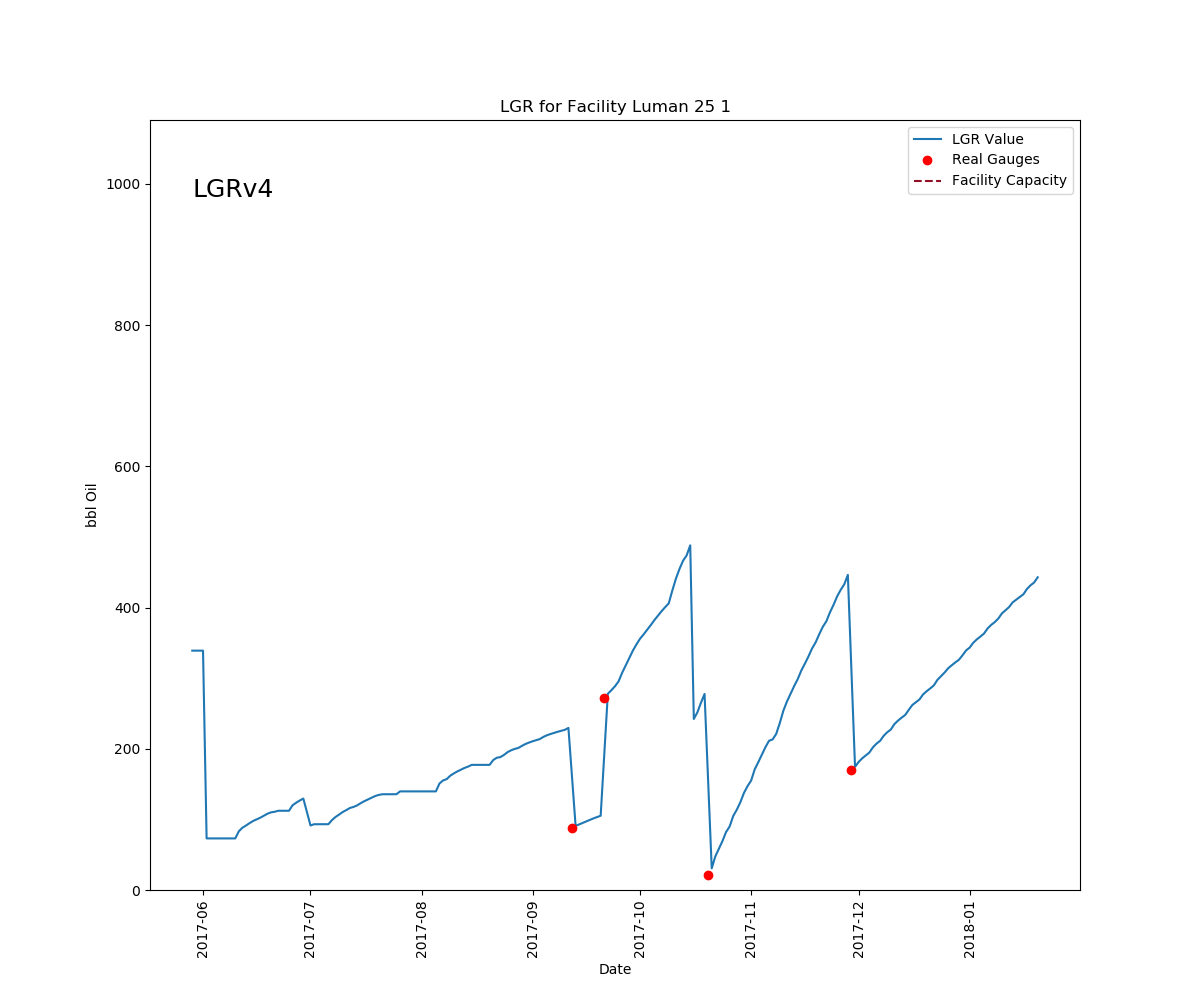 LGR for Facility Luman 25 1
LGRv4
LGR Value
Real Gauges
Facility Capacity
1000
800
600
400
200
0
bbl Oil
2017-06
2017-07
2017-08
2017-09
2017-10
2017-11
2017-12
2018-01
Date